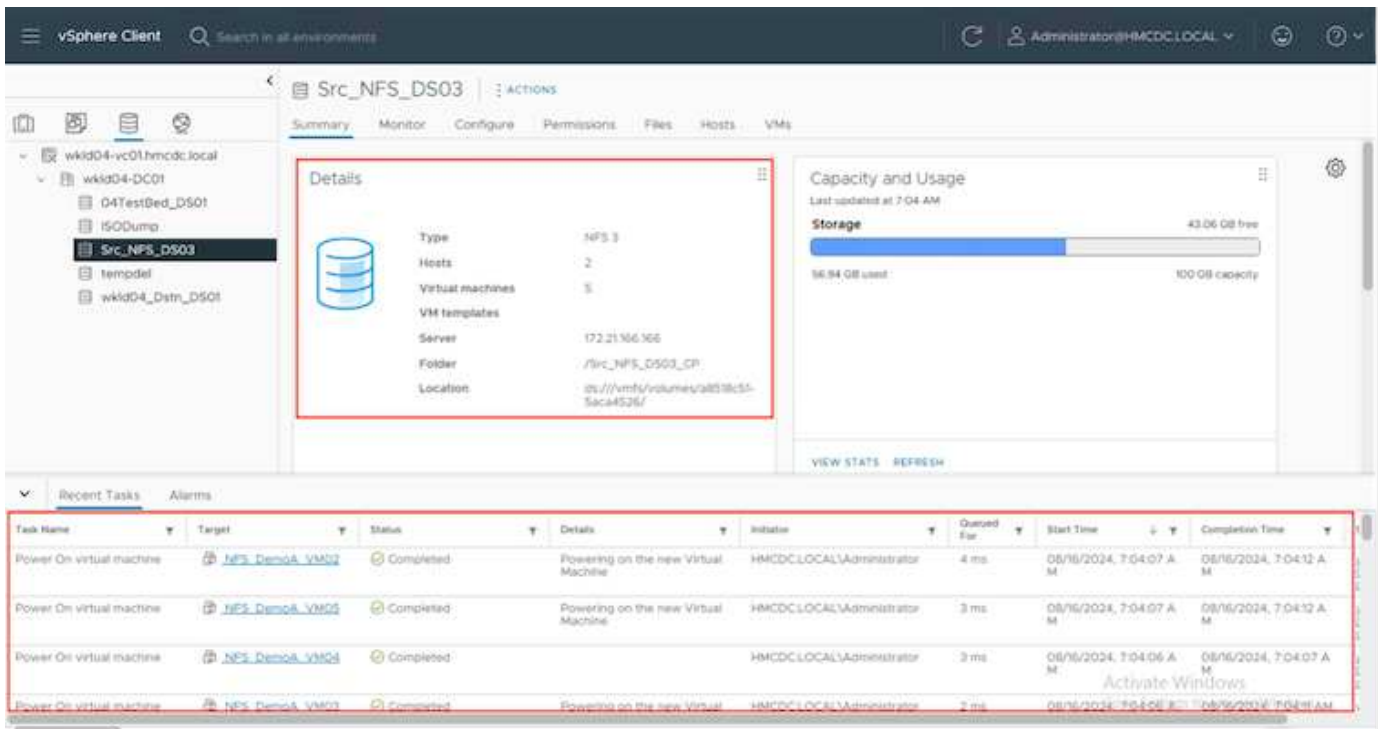 vSphere Client
Search in all environments
Administrator@HMCDC.LOCAL
Src_NFS_DS03
ACTIONS
Summary Monitor Configure Permissions Files Hosts VMs
wkld04-vc01.hmcdc.local
wkld04-DC01
04TestBed_DS01
ISODump
Src_NFS_DS03
tempdel
wkld04_Dstn_DS01
Details
Type NFS 3
Hosts 2
Virtual machines 5
VM templates
Server 172.21.166.166
Folder /Src_NFS_DS03_CP
Location ds:///vmfs/volumes/a8518c51-
5aca4526/
Capacity and Usage
Last updated at 7:04 AM
Storage 43.06 GB free
56.94 GB used 100 GB capacity
VIEW STATS REFRESH
Recent Tasks Alarms
Task Name Target Status Details Initiator Queued For Start Time Completion Time
Power On virtual machine NFS_DemoA_VM02 Completed Powering on the new Virtual Machine HMCDC.LOCAL\Administrator 4 ms 08/16/2024, 7:04:07 A M 08/16/2024, 7:04:12 A M
Power On virtual machine NFS_DemoA_VM05 Completed Powering on the new Virtual Machine HMCDC.LOCAL\Administrator 3 ms 08/16/2024, 7:04:07 A M 08/16/2024, 7:04:12 A M
Power On virtual machine NFS_DemoA_VM04 Completed HMCDC.LOCAL\Administrator 3 ms 08/16/2024, 7:04:06 A M 08/16/2024, 7:04:07 A M
Activate Windows
Power On virtual machine NFS_DemoA_VM03 Completed Powering on the new Virtual HMCDC.LOCAL\Administrator 2 ms